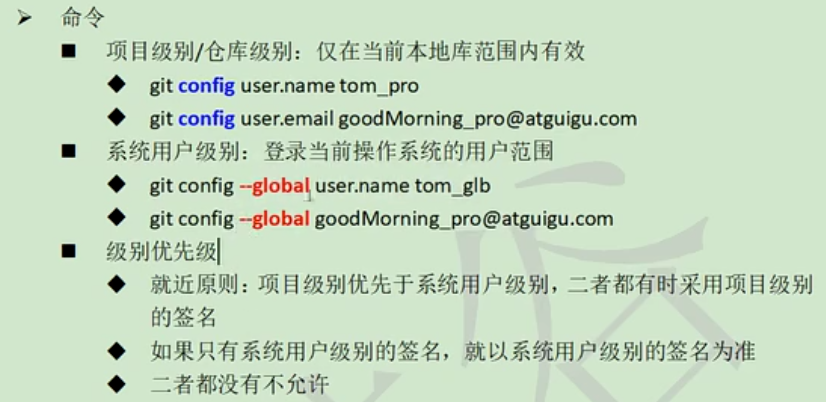 命令
项目级别/仓库级别：仅在当前本地库范围内有效
git config user.name tom_pro
git config user.email goodMorning_pro@atguigu.com
系统用户级别：登录当前操作系统的用户范围
git config --global user.name tom_glb
git config --global goodMorning_pro@atguigu.com
级别优先级
就近原则：项目级别优先于系统用户级别，二者都有时采用项目级别
的签名
如果只有系统用户级别的签名，就以系统用户级别的签名为准
二者都没有不允许